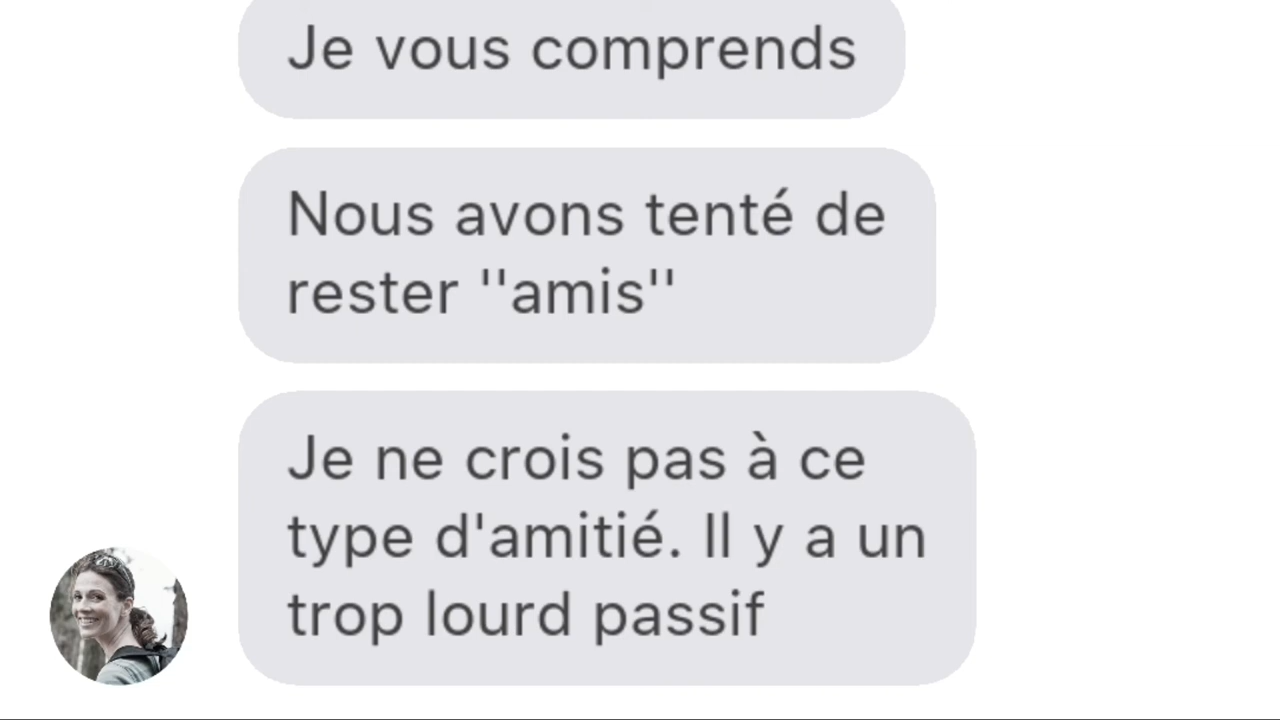 Je vous comprends
Nous avons tenté de
rester ''amis''
Je ne crois pas à ce
type d'amitié. Il y a un
trop lourd passif